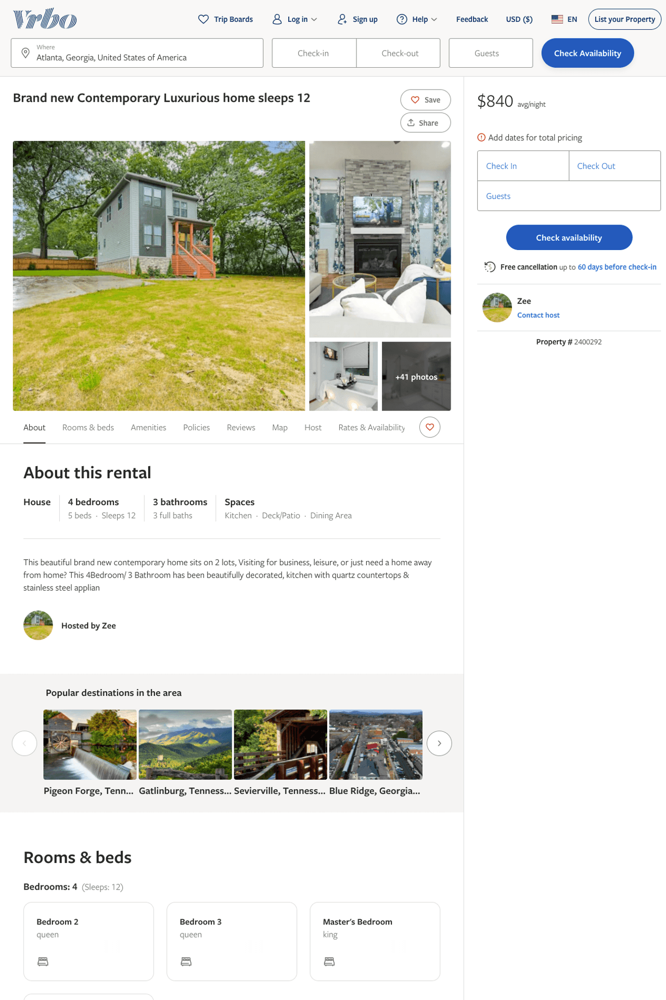 Vrbo
Trip Boards
Log in
Sign up
Help
Feedback
USD ($)
EN
List your Property
Where
Atlanta, Georgia, United States of America
Check-in
Check-out
Guests
Check Availability
Brand new Contemporary Luxurious home sleeps 12
Save
Share
+41 photos
$840 avg/night
Add dates for total pricing
Check In
Check Out
Guests
Check availability
Free cancellation up to 60 days before check-in
Zee
Contact host
Property # 2400292
About
Rooms & beds
Amenities
Policies
Reviews
Map
Host
Rates & Availability
About this rental
House
4 bedrooms
5 beds · Sleeps 12
3 bathrooms
3 full baths
Spaces
Kitchen · Deck/Patio · Dining Area
This beautiful brand new contemporary home sits on 2 lots, Visiting for business, leisure, or just need a home away
from home? This 4Bedroom/ 3 Bathroom has been beautifully decorated, kitchen with quartz countertops &
stainless steel applian
Hosted by Zee
Popular destinations in the area
Pigeon Forge, Tenn...
Gatlinburg, Tenness...
Sevierville, Tenness...
Blue Ridge, Georgia...
Rooms & beds
Bedrooms: 4 (Sleeps: 12)
Bedroom 2
queen
Bedroom 3
queen
Master's Bedroom
king